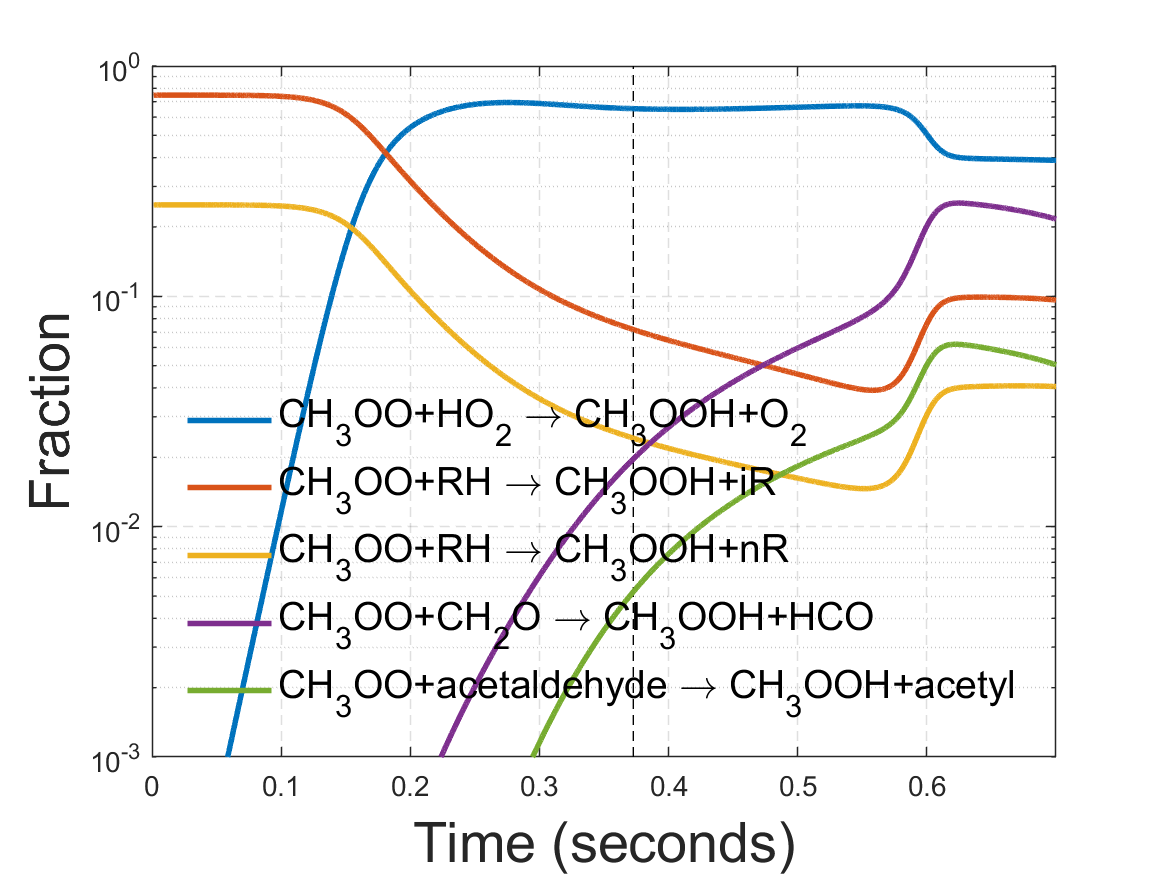 10⁰
10⁻¹
10⁻²
10⁻³
Fraction
CH₃OO+HO₂ → CH₃OOH+O₂
CH₃OO+RH → CH₃OOH+iR
CH₃OO+RH → CH₃OOH+nR
CH₃OO+CH₂O → CH₃OOH+HCO
CH₃OO+acetaldehyde → CH₃OOH+acetyl
0 0.1 0.2 0.3 0.4 0.5 0.6
Time (seconds)